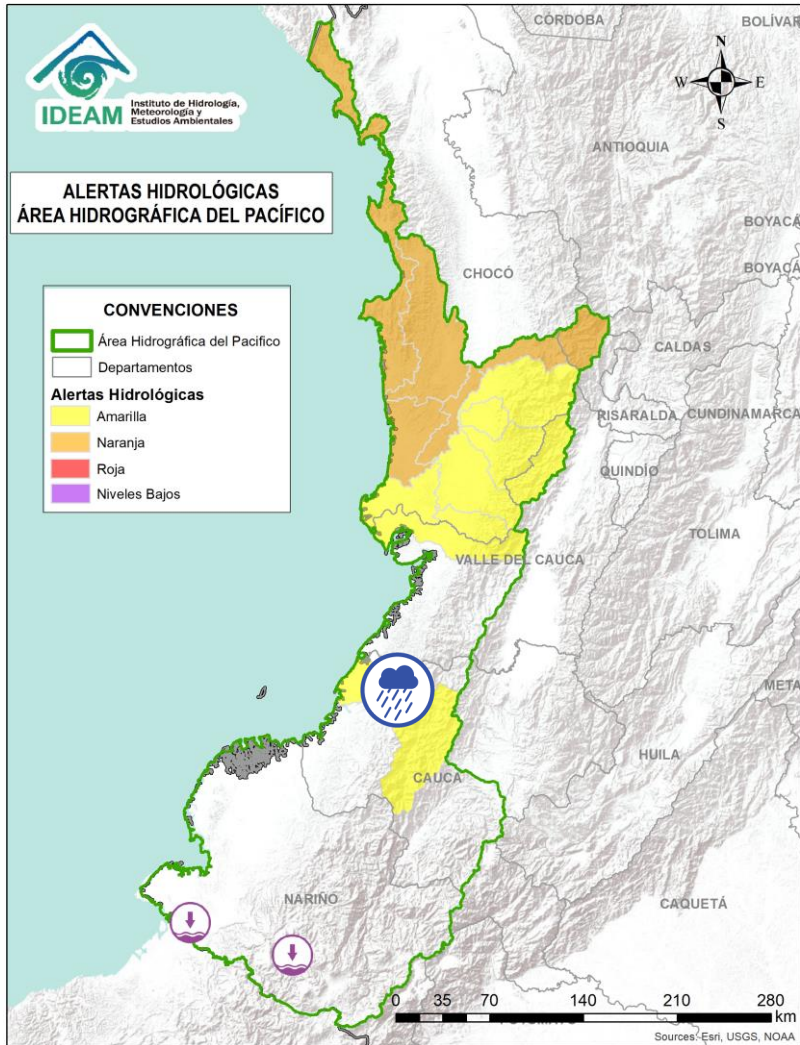 CÓRDOBA
BOLÍVAR
N
W
E
S
IDEAM
Instituto de Hidrología,
Meteorología y
Estudios Ambientales
ANTIOQUIA
ALERTAS HIDROLÓGICAS
ÁREA HIDROGRÁFICA DEL PACÍFICO
BOYACÁ
BOYACÁ
CHOCÓ
CONVENCIONES
Área Hidrográfica del Pacifico
Departamentos
Alertas Hidrológicas
Amarilla
Naranja
Roja
Niveles Bajos
CALDAS
RISARALDA
CUNDINAMARCA
QUINDÍO
TOLIMA
VALLE DEL CAUCA
META
HUILA
CAUCA
NARIÑO
CAQUETÁ
0 35 70 140 210 280
km
Sources: Esri, USGS, NOAA